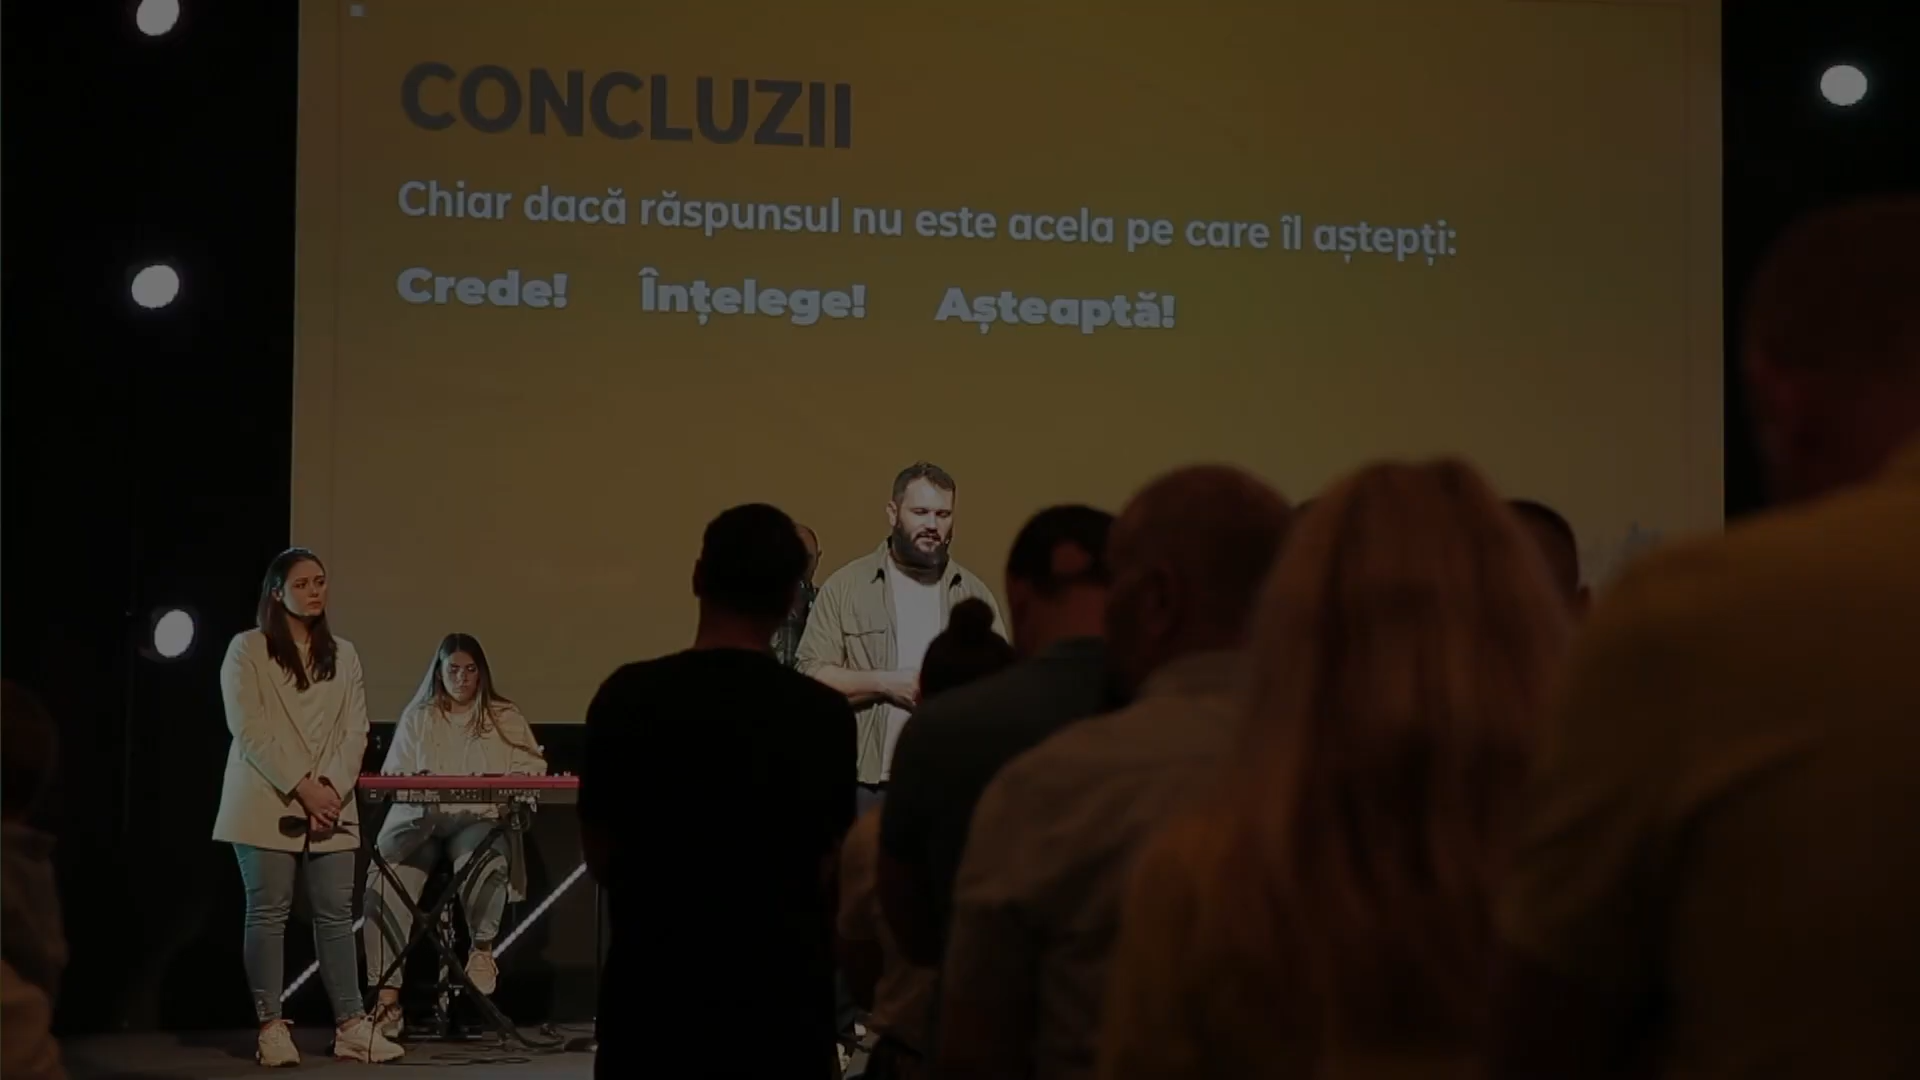 CONCLUZII
Chiar dacă răspunsul nu este acela pe care îl aștepți:
Crede! Înțelege! Așteaptă!